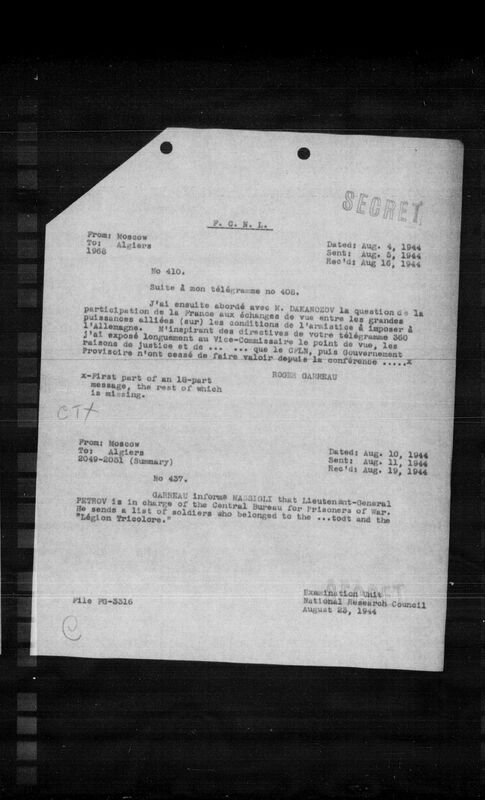 SECRET
F. C. N. L.
From: Moscow
To: Algiers
1968
Dated: Aug. 4, 1944
Sent: Aug. 5, 1944
Rec'd: Aug 16, 1944
No 410.
Suite à mon télégramme no 408.
J'ai ensuite abordé avec M. DAKANOZOV la question de la
participation de la France aux échanges de vue entre les grandes
puissances alliées (sur) les conditions de l'armistice à imposer à
l'Allemagne. M'inspirant des directives de votre télégramme 360
j'ai exposé longuement au Vice-Commissaire le point de vue, les
raisons de justice et de ... ... que le CFLN, puis Gouvernement
Provisoire n'ont cessé de faire valoir depuis la conférence .....x
ROGER GARREAU
x-First part of an 18-part
message, the rest of which
is missing.
CTX
From: Moscow
To: Algiers
2049-2051 (Summary)
Dated: Aug. 10, 1944
Sent: Aug. 11, 1944
Rec'd: Aug. 19, 1944
No 437.
GARREAU informs MASSIGLI that Lieutenant-General
PETROV is in charge of the Central Bureau for Prisoners of War.
He sends a list of soldiers who belonged to the ...todt and the
"Légion Tricolore."
SECRET
File PG-3316
Examination Unit
National Research Council
August 23, 1944
C